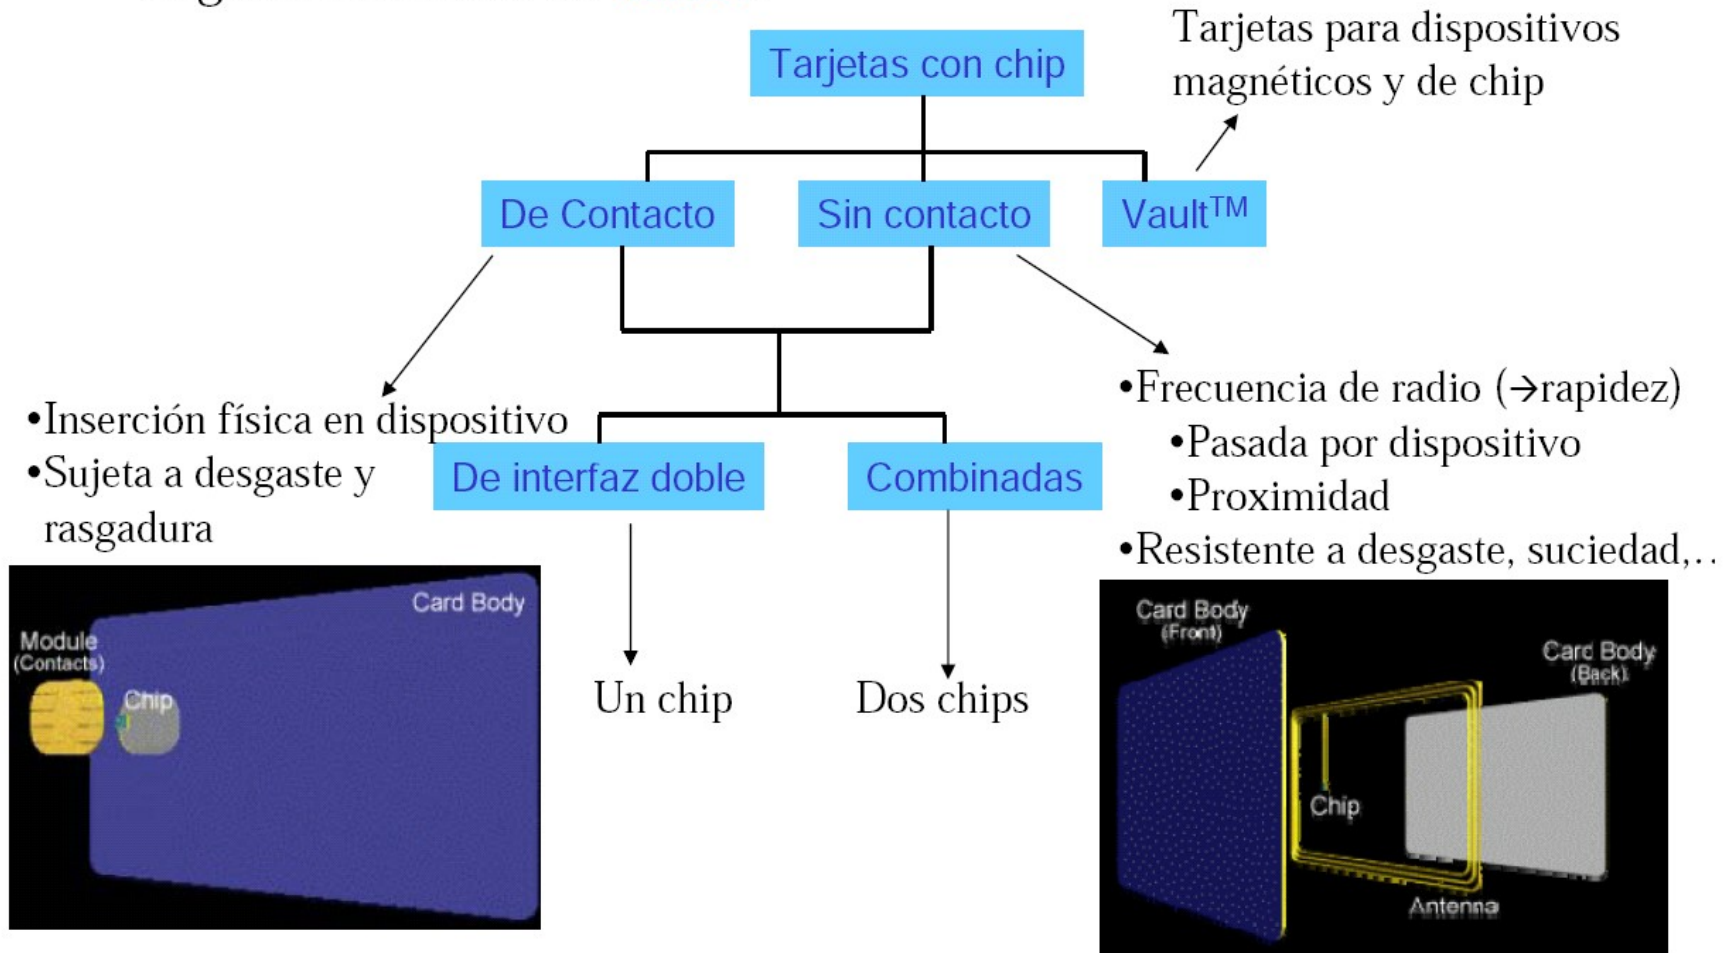 Tarjetas con chip
Tarjetas para dispositivos
magnéticos y de chip
De Contacto
Sin contacto
Vault™
•Inserción física en dispositivo
•Sujeta a desgaste y
rasgadura
De interfaz doble
Combinadas
•Frecuencia de radio (→rapidez)
•Pasada por dispositivo
•Proximidad
•Resistente a desgaste, suciedad,..
Un chip
Dos chips
Card Body
Module
(Contacts)
Chip
Card Body
(Front)
Card Body
(Back)
Chip
Antenna